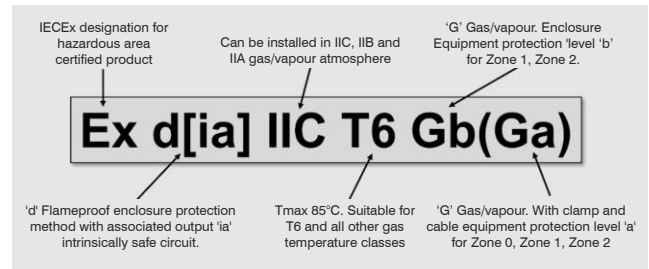 IECEx designation for
hazardous area
certified product
Can be installed in IIC, IIB and
IIA gas/vapour atmosphere
‘G’ Gas/vapour. Enclosure
Equipment protection ‘level ‘b’
for Zone 1, Zone 2.
Ex d[ia] IIC T6 Gb(Ga)
'd' Flameproof enclosure protection
method with associated output 'ia'
intrinsically safe circuit.
Tmax 85°C. Suitable for
T6 and all other gas
temperature classes
‘G’ Gas/vapour. With clamp and
cable equipment protection level 'a'
for Zone 0, Zone 1, Zone 2